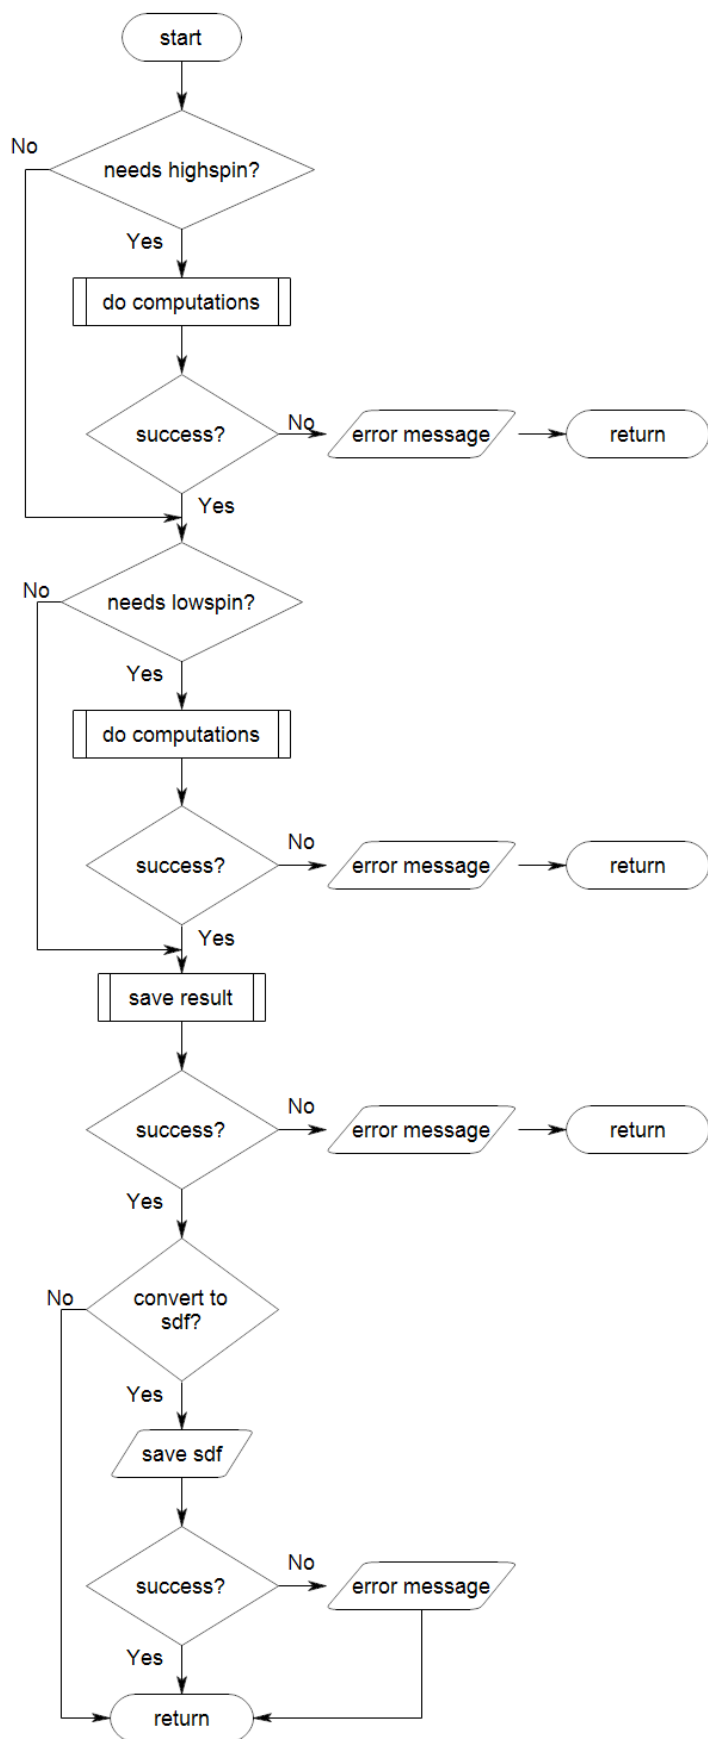 start
No
needs highspin?
Yes
do computations
success?
No
error message
return
Yes
No
needs lowspin?
Yes
do computations
success?
No
error message
return
Yes
save result
success?
No
error message
return
Yes
No
convert to
sdf?
Yes
save sdf
success?
No
error message
Yes
return